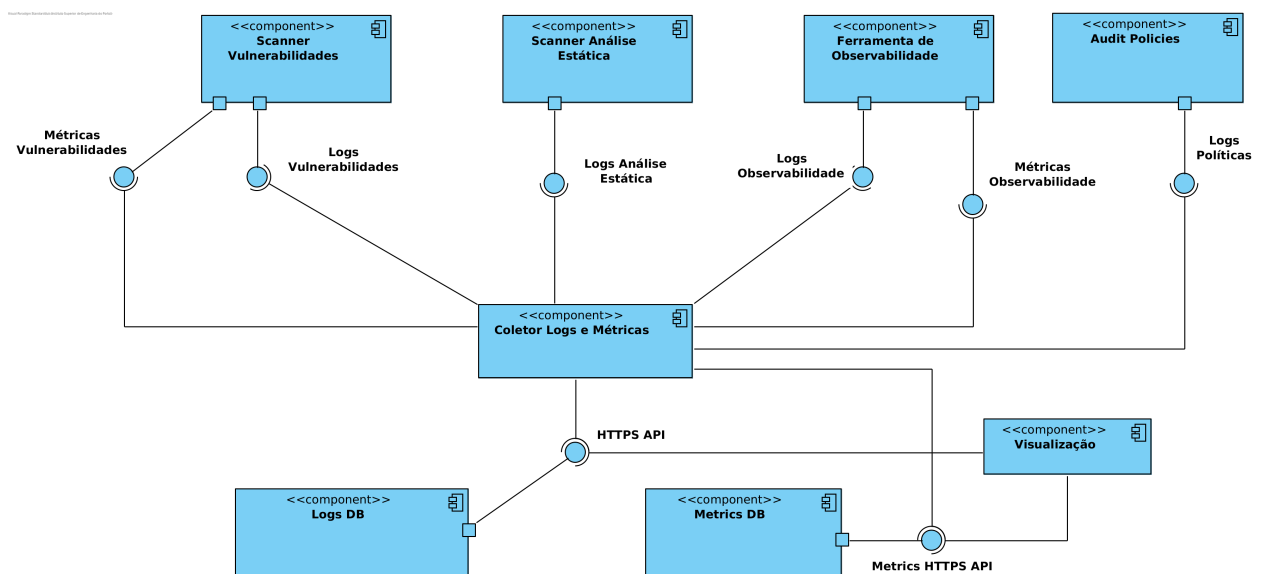 <<component>>
Scanner
Vulnerabilidades
<<component>>
Scanner Análise
Estática
<<component>>
Ferramenta de
Observabilidade
<<component>>
Audit Policies
Métricas
Vulnerabilidades
Logs
Vulnerabilidades
Logs Análise
Estática
Logs
Observabilidade
Métricas
Observabilidade
Logs
Políticas
<<component>>
Coletor Logs e Métricas
HTTPS API
<<component>>
Visualização
<<component>>
Logs DB
<<component>>
Metrics DB
Metrics HTTPS API